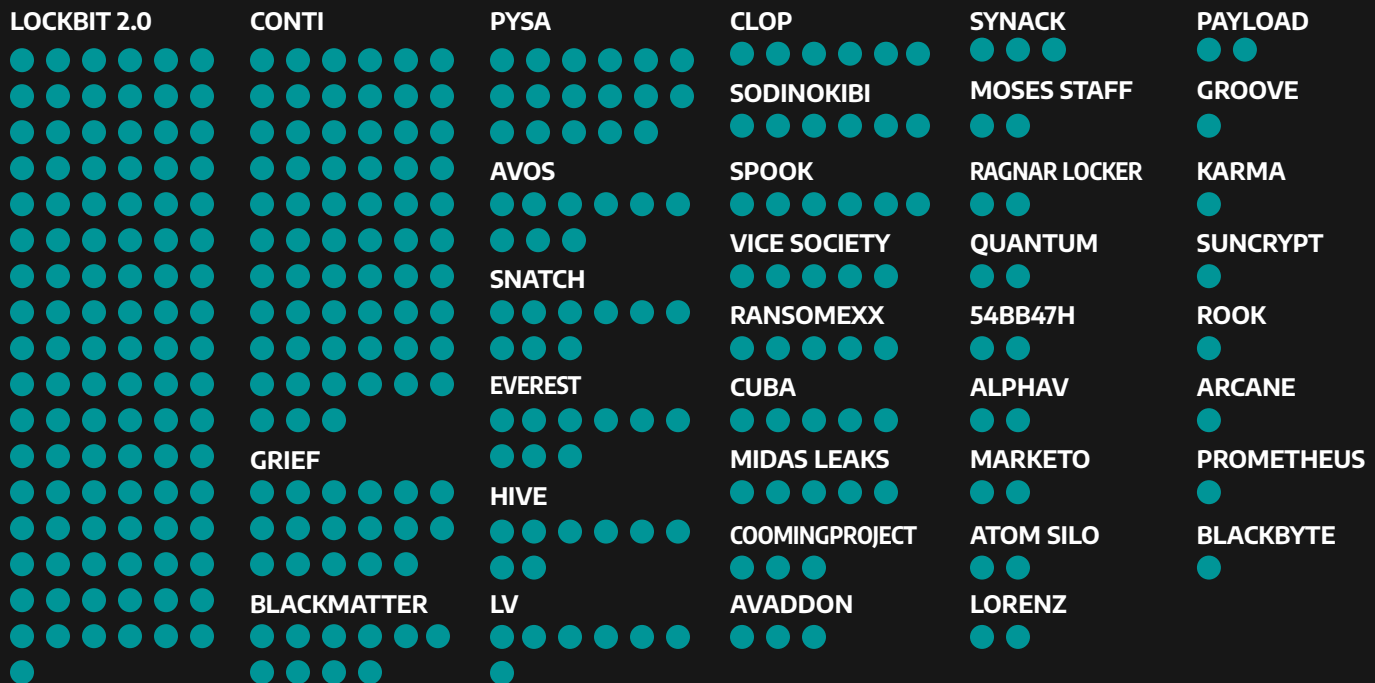 LOCKBIT 2.0
CONTI
GRIEF
BLACKMATTER
PYSA
AVOS
SNATCH
EVEREST
HIVE
LV
CLOP
SODINOKIBI
SPOOK
VICE SOCIETY
RANSOMEXX
CUBA
MIDAS LEAKS
COOMINGPROJECT
AVADDON
SYNACK
MOSES STAFF
RAGNAR LOCKER
QUANTUM
54BB47H
ALPHAV
MARKETO
ATOM SILO
LORENZ
PAYLOAD
GROOVE
KARMA
SUNCRYPT
ROOK
ARCANE
PROMETHEUS
BLACKBYTE